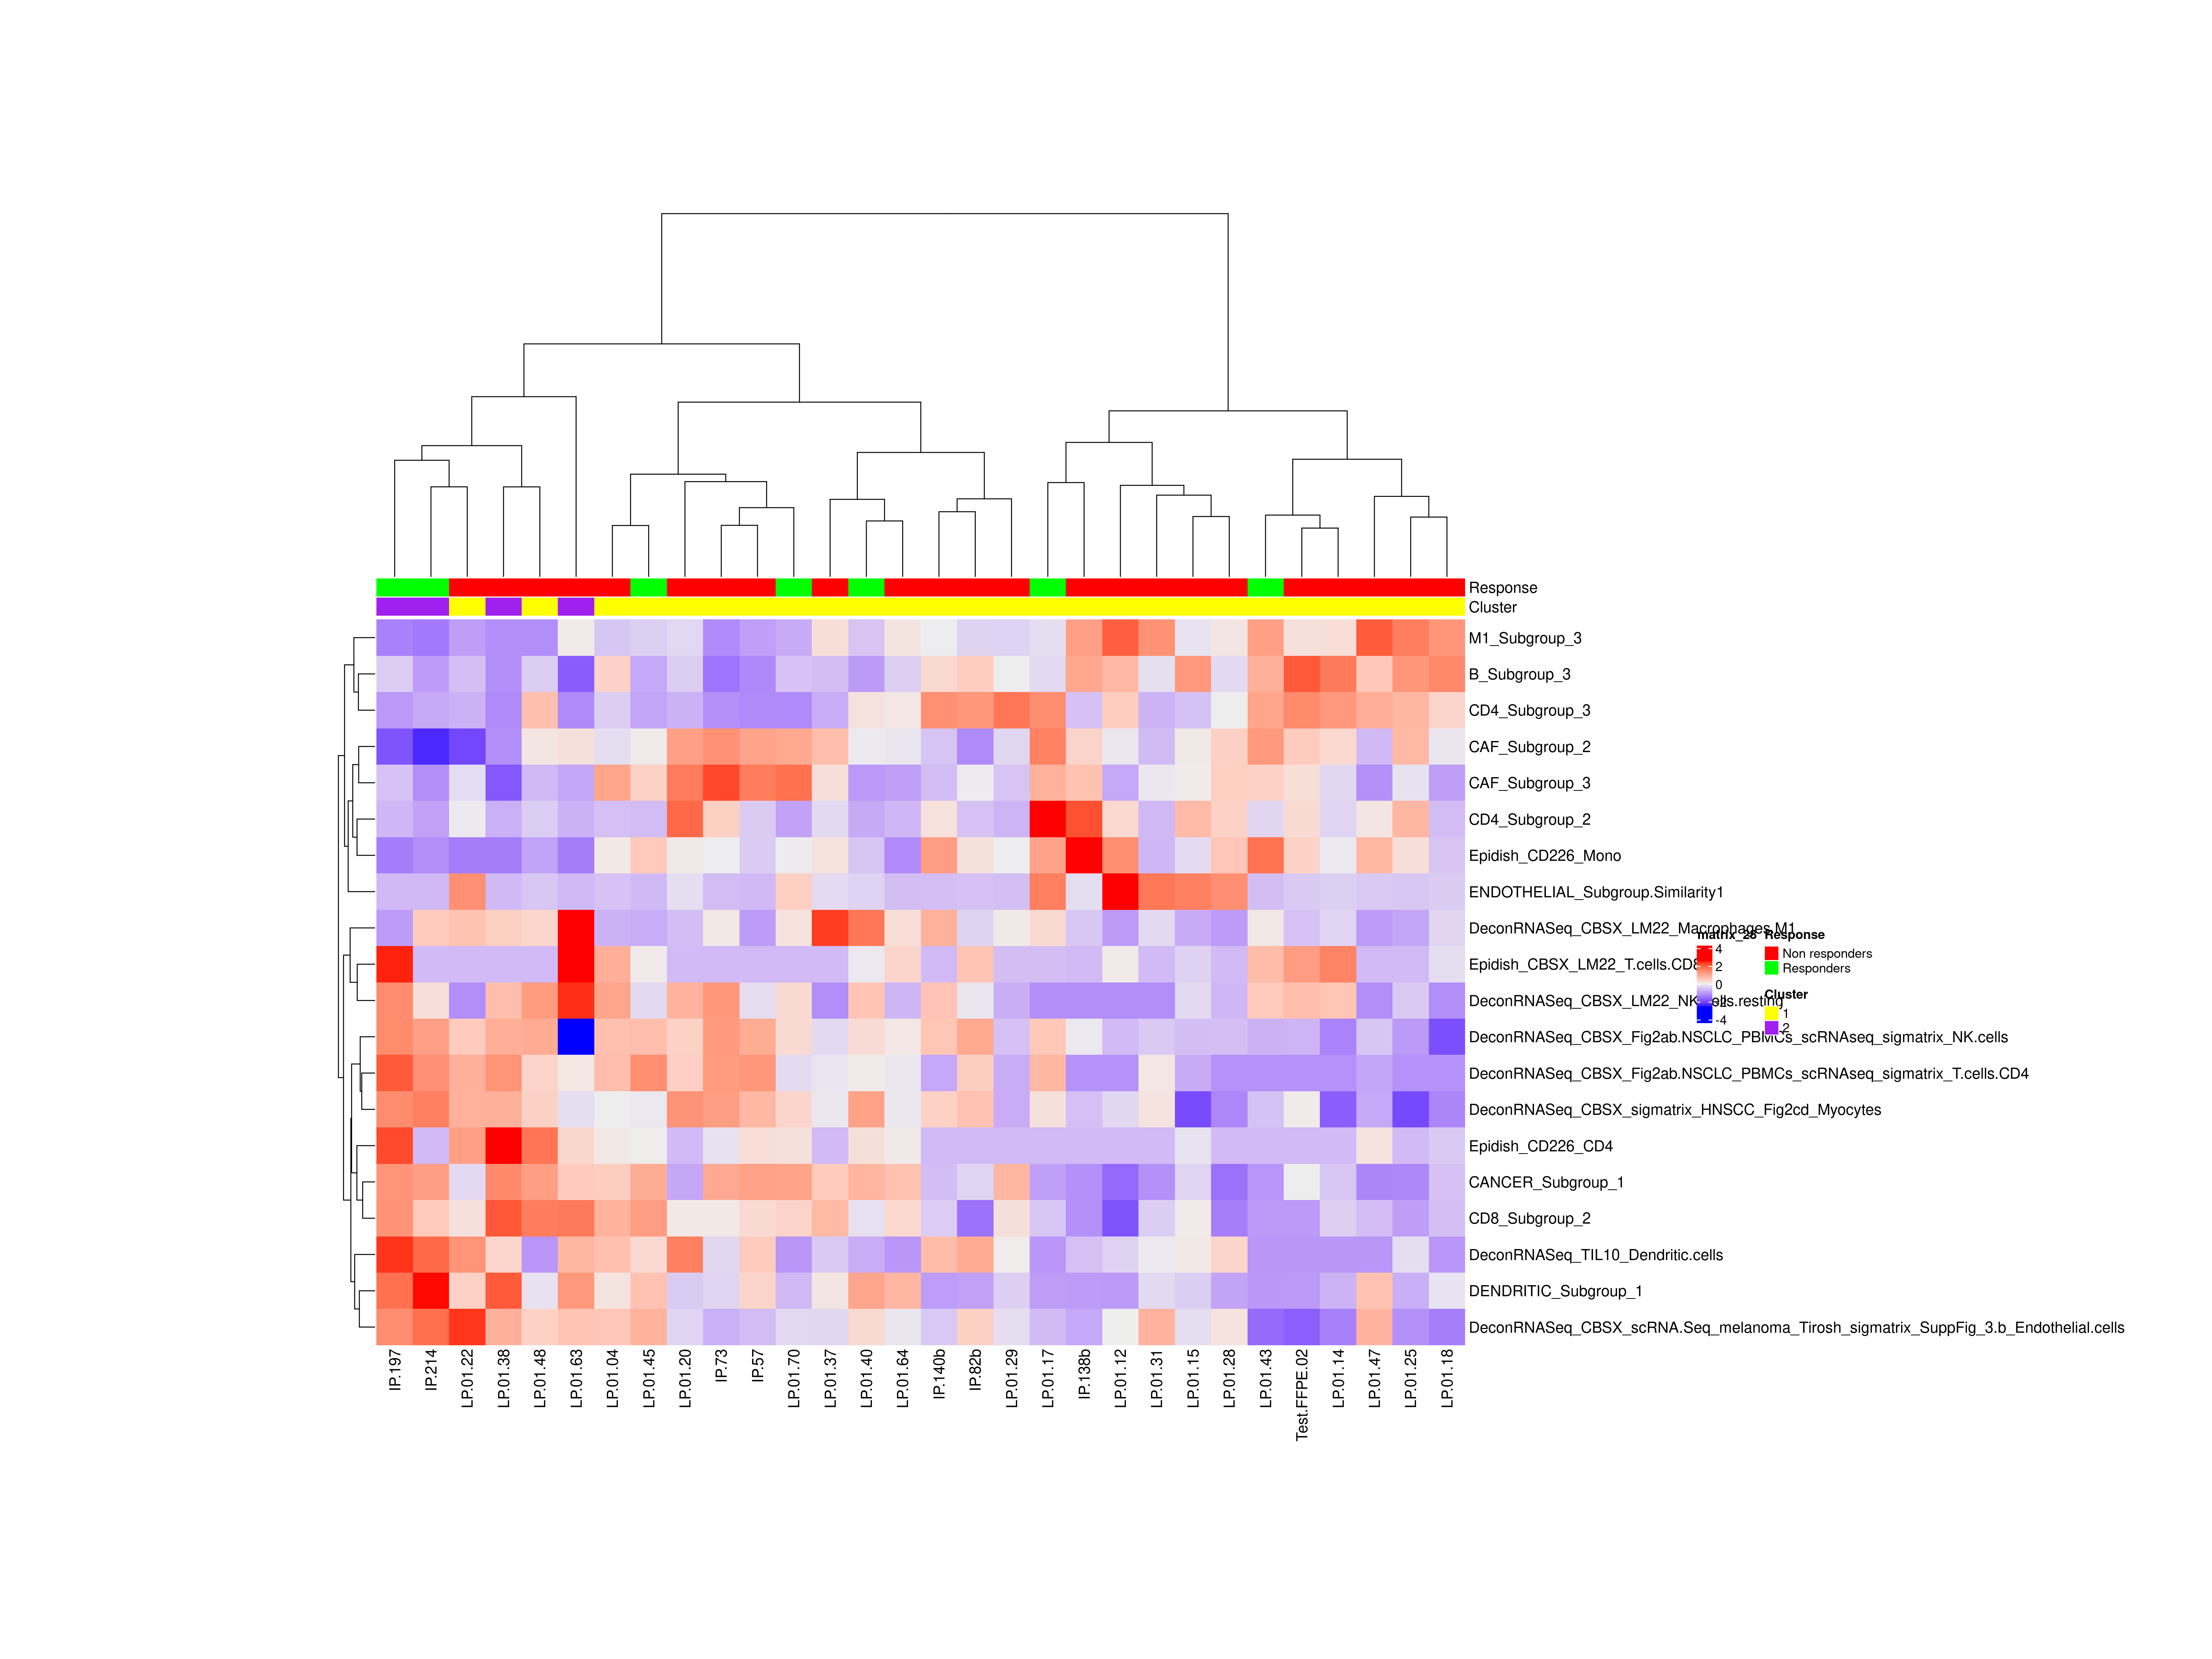 Response
Cluster
M1_Subgroup_3
B_Subgroup_3
CD4_Subgroup_3
CAF_Subgroup_2
CAF_Subgroup_3
CD4_Subgroup_2
Epidish_CD226_Mono
ENDOTHELIAL_Subgroup.Similarity1
DeconRNASeq_CBSX_LM22_Macrophages.M1
matrix_28 Response
4
Non responders
Epidish_CBSX_LM22_T.cells.CD8
2
Responders
0
Cluster
DeconRNASeq_CBSX_LM22_NK.cells.resting
-2
1
-4
2
DeconRNASeq_CBSX_Fig2ab.NSCLC_PBMCs_scRNAseq_sigmatrix_NK.cells
DeconRNASeq_CBSX_Fig2ab.NSCLC_PBMCs_scRNAseq_sigmatrix_T.cells.CD4
DeconRNASeq_CBSX_sigmatrix_HNSCC_Fig2cd_Myocytes
Epidish_CD226_CD4
CANCER_Subgroup_1
CD8_Subgroup_2
DeconRNASeq_TIL10_Dendritic.cells
DENDRITIC_Subgroup_1
DeconRNASeq_CBSX_scRNA.Seq_melanoma_Tirosh_sigmatrix_SuppFig_3.b_Endothelial.cells
IP.197
IP.214
LP.01.22
LP.01.38
LP.01.48
LP.01.63
LP.01.04
LP.01.45
LP.01.20
IP.73
IP.57
LP.01.70
LP.01.37
LP.01.40
LP.01.64
IP.140b
IP.82b
LP.01.29
LP.01.17
IP.138b
LP.01.12
LP.01.31
LP.01.15
LP.01.28
LP.01.43
Test.FFPE.02
LP.01.14
LP.01.47
LP.01.25
LP.01.18